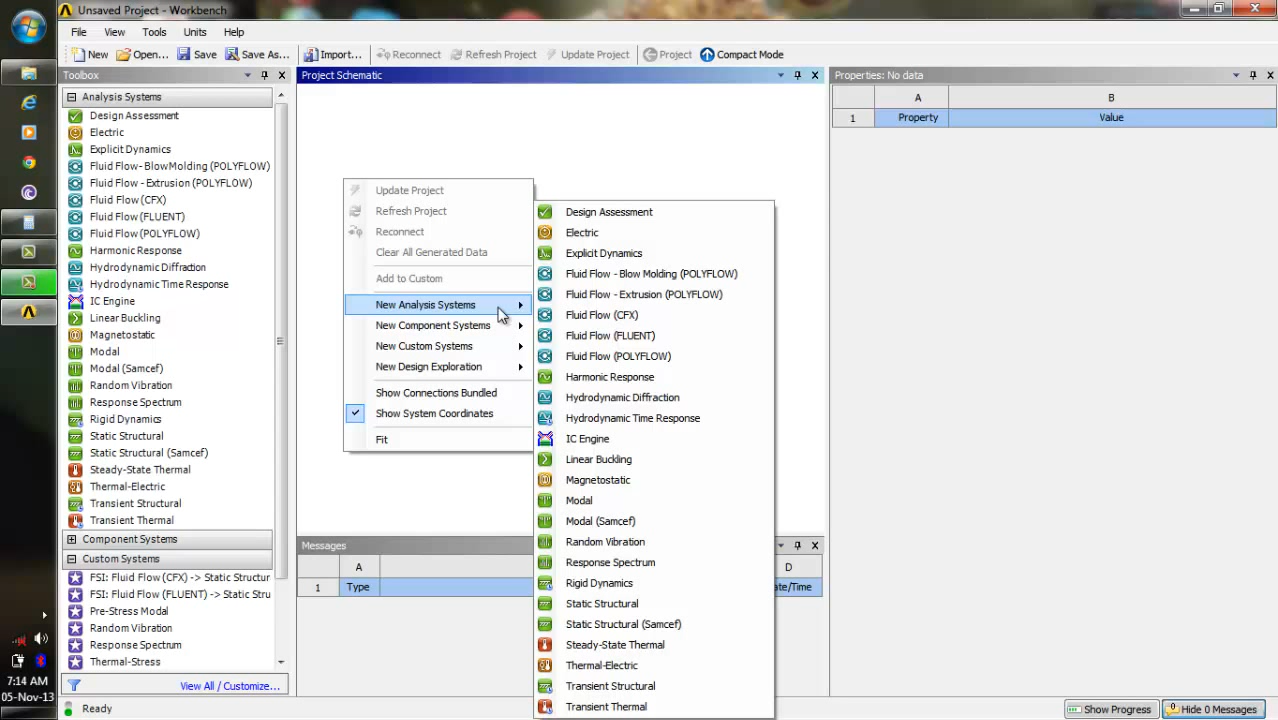 Unsaved Project - Workbench
File View Tools Units Help
New Open... Save Save As... Import... Reconnect Refresh Project Update Project Project Compact Mode
Toolbox
Analysis Systems
Design Assessment
Electric
Explicit Dynamics
Fluid Flow- BlowMolding (POLYFLOW)
Fluid Flow - Extrusion (POLYFLOW)
Fluid Flow (CFX)
Fluid Flow (FLUENT)
Fluid Flow (POLYFLOW)
Harmonic Response
Hydrodynamic Diffraction
Hydrodynamic Time Response
IC Engine
Linear Buckling
Magnetostatic
Modal
Modal (Samcef)
Random Vibration
Response Spectrum
Rigid Dynamics
Static Structural
Static Structural (Samcef)
Steady-State Thermal
Thermal-Electric
Transient Structural
Transient Thermal
Component Systems
Custom Systems
FSI: Fluid Flow (CFX) -> Static Structur
FSI: Fluid Flow (FLUENT) -> Static Stru
Pre-Stress Modal
Random Vibration
Response Spectrum
Thermal-Stress
View All / Customize...
Project Schematic
Update Project
Refresh Project
Reconnect
Clear All Generated Data
Add to Custom
New Analysis Systems
New Component Systems
New Custom Systems
New Design Exploration
Show Connections Bundled
Show System Coordinates
Fit
Design Assessment
Electric
Explicit Dynamics
Fluid Flow - Blow Molding (POLYFLOW)
Fluid Flow - Extrusion (POLYFLOW)
Fluid Flow (CFX)
Fluid Flow (FLUENT)
Fluid Flow (POLYFLOW)
Harmonic Response
Hydrodynamic Diffraction
Hydrodynamic Time Response
IC Engine
Linear Buckling
Magnetostatic
Modal
Modal (Samcef)
Random Vibration
Response Spectrum
Rigid Dynamics
Static Structural
Static Structural (Samcef)
Steady-State Thermal
Thermal-Electric
Transient Structural
Transient Thermal
Messages
A D
1 Type ate/Time
Properties: No data
A B
1 Property Value
7:14 AM
05-Nov-13
Ready
Show Progress Hide 0 Messages